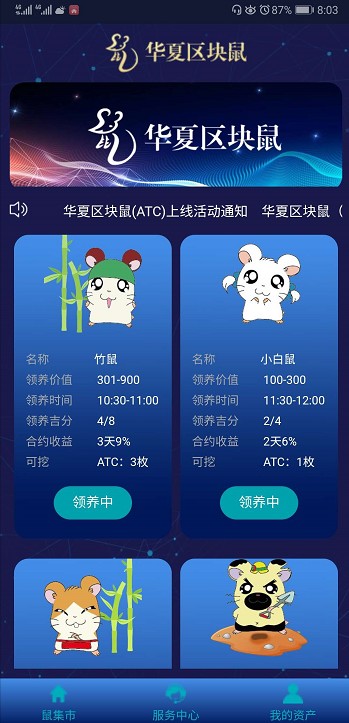 4G 4G 87% 8:03
华夏区块鼠
华夏区块鼠
华夏区块鼠(ATC)上线活动通知 华夏区块鼠（
名称 竹鼠
领养价值 301-900
领养时间 10:30-11:00
领养吉分 4/8
合约收益 3天9%
可挖 ATC：3枚
领养中
名称 小白鼠
领养价值 100-300
领养时间 11:30-12:00
领养吉分 2/4
合约收益 2天6%
可挖 ATC：1枚
领养中
鼠集市 服务中心 我的资产